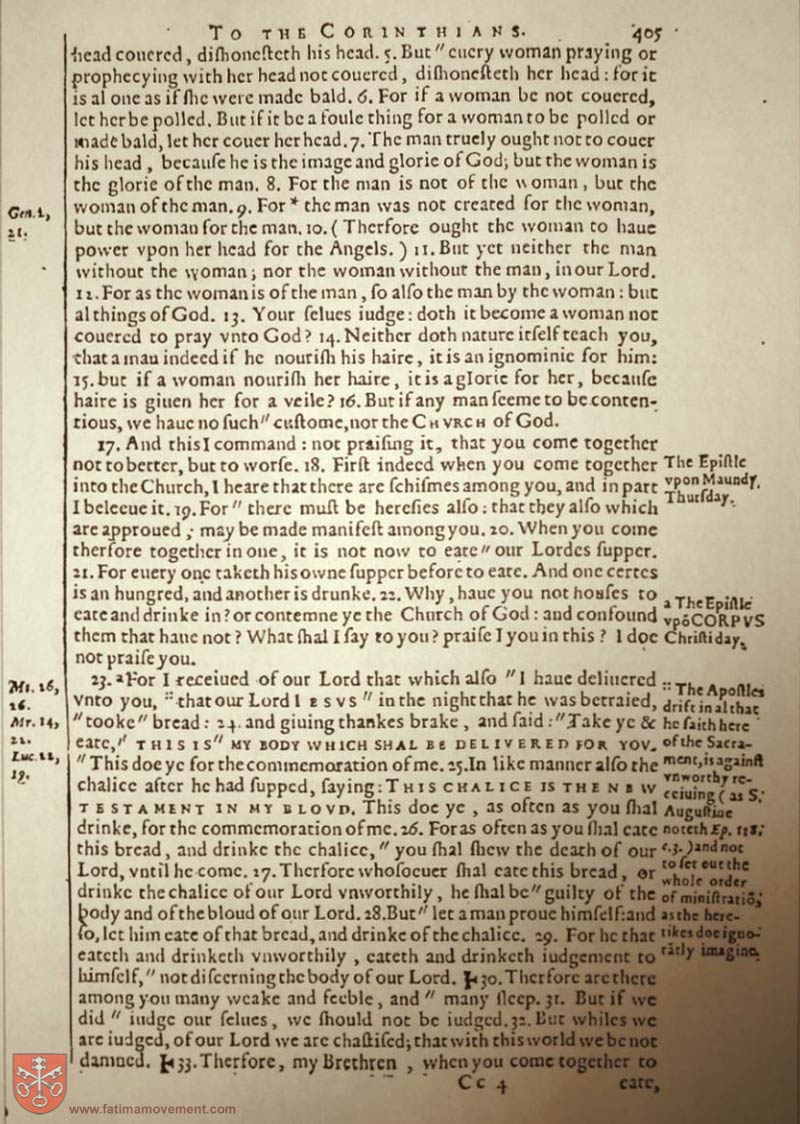 TO THE CORINTHIANS. 405
head couered, diſhoneſteth his head. 5. But " euery woman praying or
prophecying with her head not couered, diſhoneſteth her head: for it
is al one as if ſhe were made bald. 6. For if a woman be not couered,
let her be polled. But if it be a foule thing for a woman to be polled or
made bald, let her couer her head. 7. The man truely ought not to couer
his head, becauſe he is the image and glorie of God; but the woman is
the glorie of the man. 8. For the man is not of the woman, but the
woman of the man. 9. For * the man was not created for the woman,
but the woman for the man. 10. (Therfore ought the woman to haue
power vpon her head for the Angels.) 11. But yet neither the man
without the woman; nor the woman without the man, in our Lord.
12. For as the woman is of the man, ſo alſo the man by the woman: but
al things of God. 13. Your ſelues iudge: doth it become a woman not
couered to pray vnto God? 14. Neither doth nature itſelf teach you,
that a mau indeed if he nouriſh his haire, it is an ignominie for him:
15. but if a woman nouriſh her haire, it is a glorie for her, becauſe
haire is giuen her for a veile? 16. But if any man ſeeme to be conten-
tious, we haue no ſuch " cuſtome, nor the CHVRCH of God.
17. And this I command: not praiſing it, that you come together
not to better, but to worſe. 18. Firſt indeed when you come together
into the Church, I heare that there are ſchiſmes among you, and in part
I beleeue it. 19. For " there muſt be hereſies alſo: that they alſo which
are approued; may be made manifeſt among you. 20. When you come
therfore together in one, it is not now to eate " our Lordes ſupper.
21. For euery one taketh his owne ſupper before to eate. And one certes
is an hungred, and another is drunke. 22. Why, haue you not houſes to
eate and drinke in? or contemne ye the Church of God: and confound
them that haue not? What ſhal I ſay to you? praiſe I you in this? I doe
not praiſe you.
23. ª For I receiued of our Lord that which alſo " I haue deliuered
vnto you, :: that our Lord IESVS " in the night that he was betraied,
" tooke " bread: 24. and giuing thankes brake, and ſaid: " Take ye &
eate, " THIS IS " MY BODY WHICH SHAL BE DELIVERED FOR YOV.
" This doe ye for the commemoration of me. 25. In like manner alſo the
chalice after he had ſupped, ſaying: THIS CHALICE IS THE NEW
TESTAMENT IN MY BLOVD. This doe ye, as often as you ſhal
drinke, for the commemoration of me. 26. For as often as you ſhal eate
this bread, and drinke the chalice, " you ſhal ſhew the death of our
Lord, vntil he come. 27. Therfore whoſoeuer ſhal eate this bread, or
drinke the chalice of our Lord vnworthily, he ſhal be " guilty of the
body and of the bloud of our Lord. 28. But " let a man proue himſelf: and
ſo, let him eate of that bread, and drinke of the chalice. 29. For he that
eateth and drinketh vnworthily, eateth and drinketh iudgement to
himſelf, " not diſcerning the body of our Lord. 30. Therfore are there
among you many weake and feeble, and " many ſleep. 31. But if we
did " iudge our ſelues, we ſhould not be iudged. 32. But whiles we
are iudged, of our Lord we are chaſtiſed; that with this world we be not
damned. 33. Therfore, my Brethren, when you come together to
Cc 4 eate,
Gen. 2,
21.
Mt. 26,
26.
Mr. 14,
22.
Luc. 22,
19.
The Epiſtle
vpon Maundy
Thurſday.
a The Epiſtle
vpō CORPVS
Chriſti day.
:: The Apoſtles
drift in al that
he ſaith here
of the Sacra-
ment, is againſt
vnworthy re-
ceiuing (as S.
Auguſtine
noteth Ep. 118.
c. 3.) and not
to ſet out the
whole order
of miniſtratiō,
as the here-
tikes doe igno-
rātly imagine.
www.fatimamovement.com